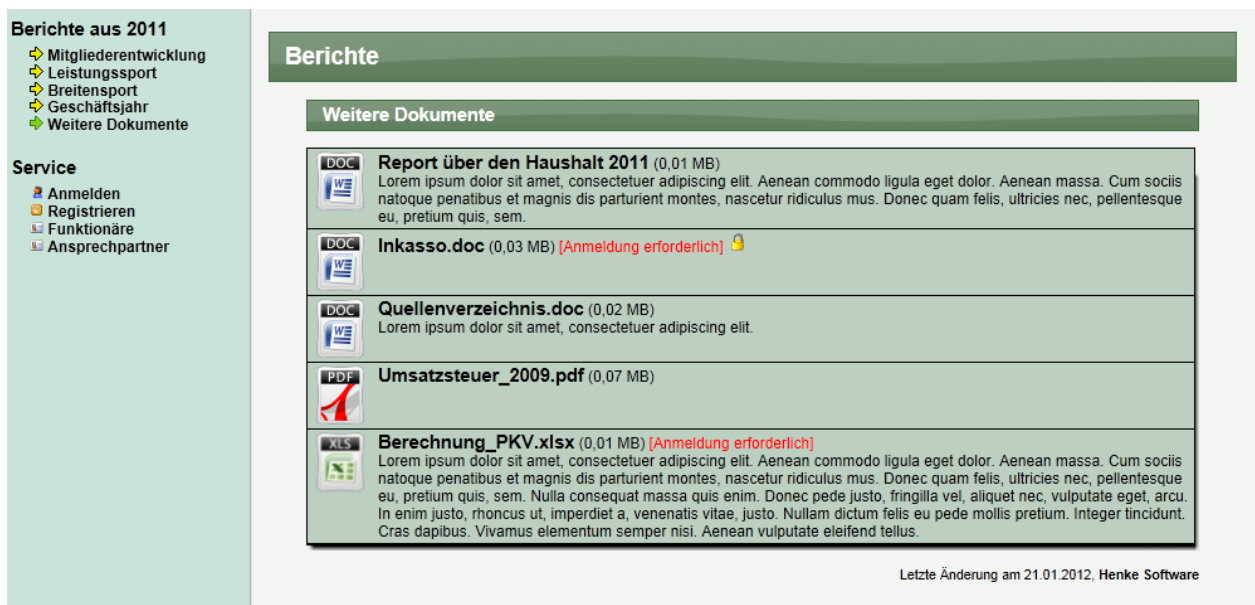 Berichte aus 2011
Mitgliederentwicklung
Leistungssport
Breitensport
Geschäftsjahr
Weitere Dokumente
Service
Anmelden
Registrieren
Funktionäre
Ansprechpartner
Berichte
Weitere Dokumente
DOC
Report über den Haushalt 2011 (0,01 MB)
Lorem ipsum dolor sit amet, consectetuer adipiscing elit. Aenean commodo ligula eget dolor. Aenean massa. Cum sociis
natoque penatibus et magnis dis parturient montes, nascetur ridiculus mus. Donec quam felis, ultricies nec, pellentesque
eu, pretium quis, sem.
DOC
Inkasso.doc (0,03 MB) [Anmeldung erforderlich]
DOC
Quellenverzeichnis.doc (0,02 MB)
Lorem ipsum dolor sit amet, consectetuer adipiscing elit.
PDF
Umsatzsteuer_2009.pdf (0,07 MB)
XLS
Berechnung_PKV.xlsx (0,01 MB) [Anmeldung erforderlich]
Lorem ipsum dolor sit amet, consectetuer adipiscing elit. Aenean commodo ligula eget dolor. Aenean massa. Cum sociis
natoque penatibus et magnis dis parturient montes, nascetur ridiculus mus. Donec quam felis, ultricies nec, pellentesque
eu, pretium quis, sem. Nulla consequat massa quis enim. Donec pede justo, fringilla vel, aliquet nec, vulputate eget, arcu.
In enim justo, rhoncus ut, imperdiet a, venenatis vitae, justo. Nullam dictum felis eu pede mollis pretium. Integer tincidunt.
Cras dapibus. Vivamus elementum semper nisi. Aenean vulputate eleifend tellus.
Letzte Änderung am 21.01.2012, Henke Software